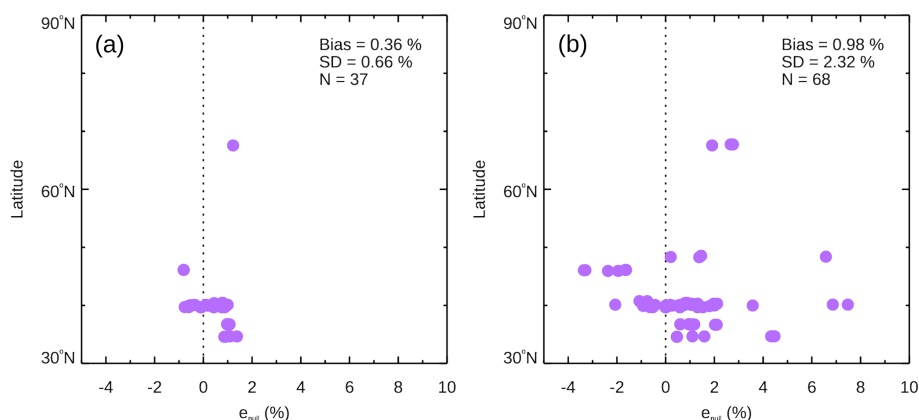 (a)
Bias = 0.36 %
SD = 0.66 %
N = 37
90°N
60°N
30°N
Latitude
-4 -2 0 2 4 6 8 10
e_null (%)
(b)
Bias = 0.98 %
SD = 2.32 %
N = 68
90°N
60°N
30°N
Latitude
-4 -2 0 2 4 6 8 10
e_null (%)